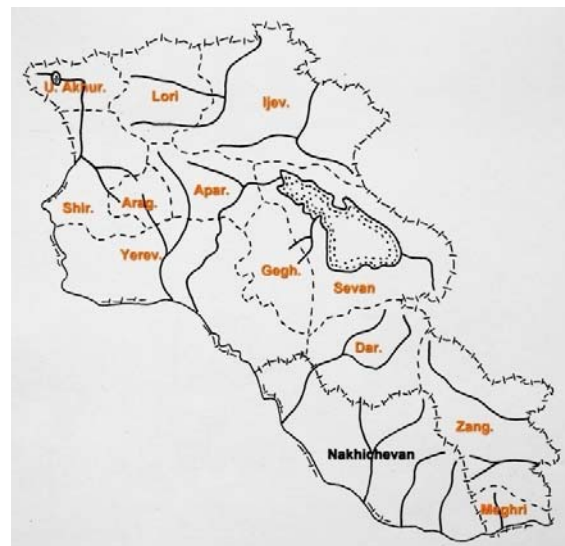 U. Akhur.
Lori
Ijev.
Shir.
Arag.
Apar.
Yerev.
Gegh.
Sevan
Dar.
Zang.
Nakhichevan
Meghri